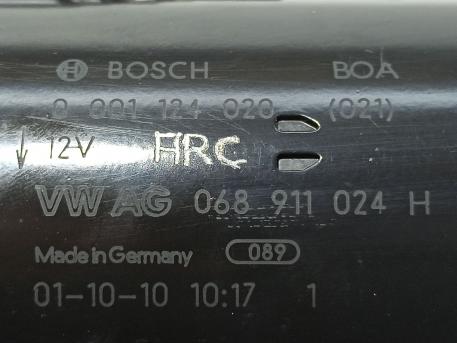 BOSCH BOA
0 001 124 020 (021)
12V HRC
VW AG 068 911 024 H
Made in Germany 089
01-10-10 10:17 1